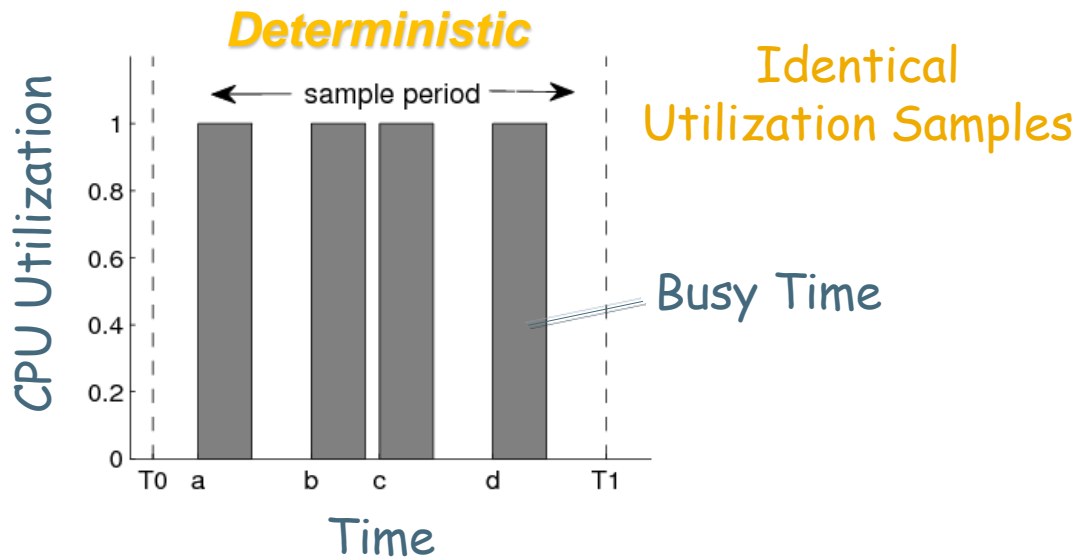 Deterministic
Identical
Utilization Samples
sample period
CPU Utilization
1
0.8
0.6
0.4
0.2
0
Busy Time
T0 a b c d T1
Time